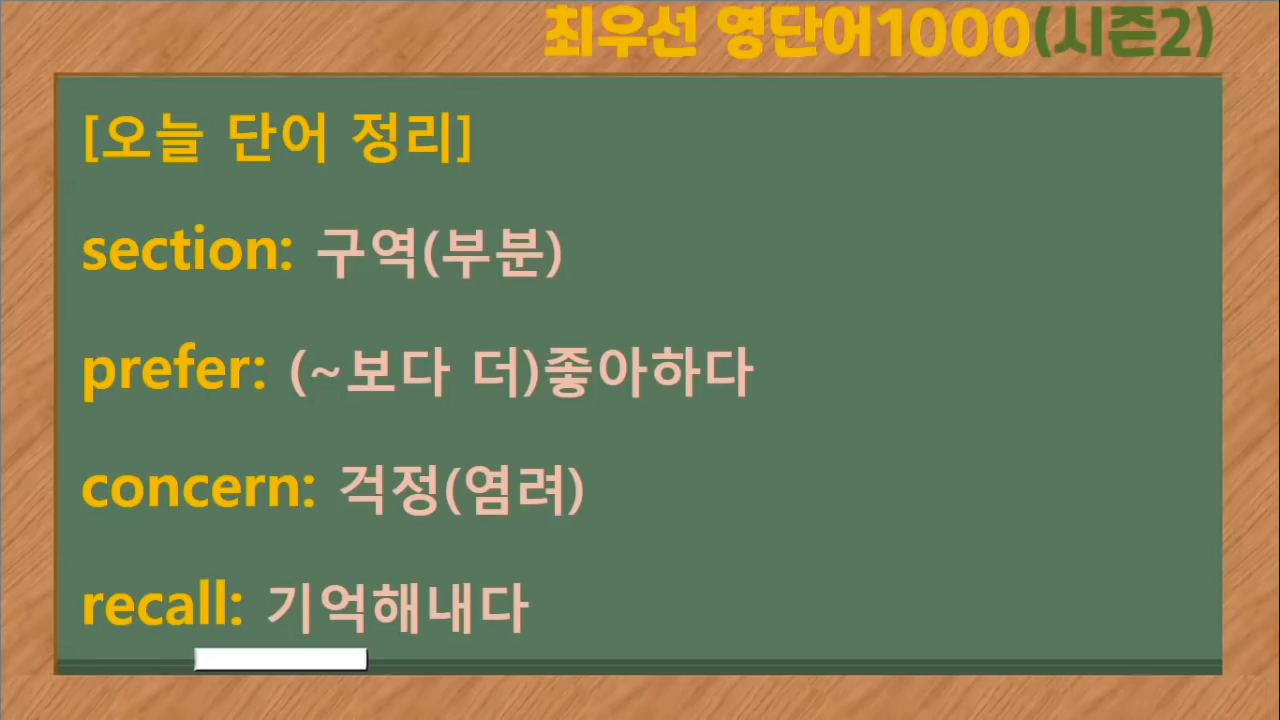 최우선 영단어1000(시즌2)
[오늘 단어 정리]
section: 구역(부분)
prefer: (~보다 더)좋아하다
concern: 걱정(염려)
recall: 기억해내다